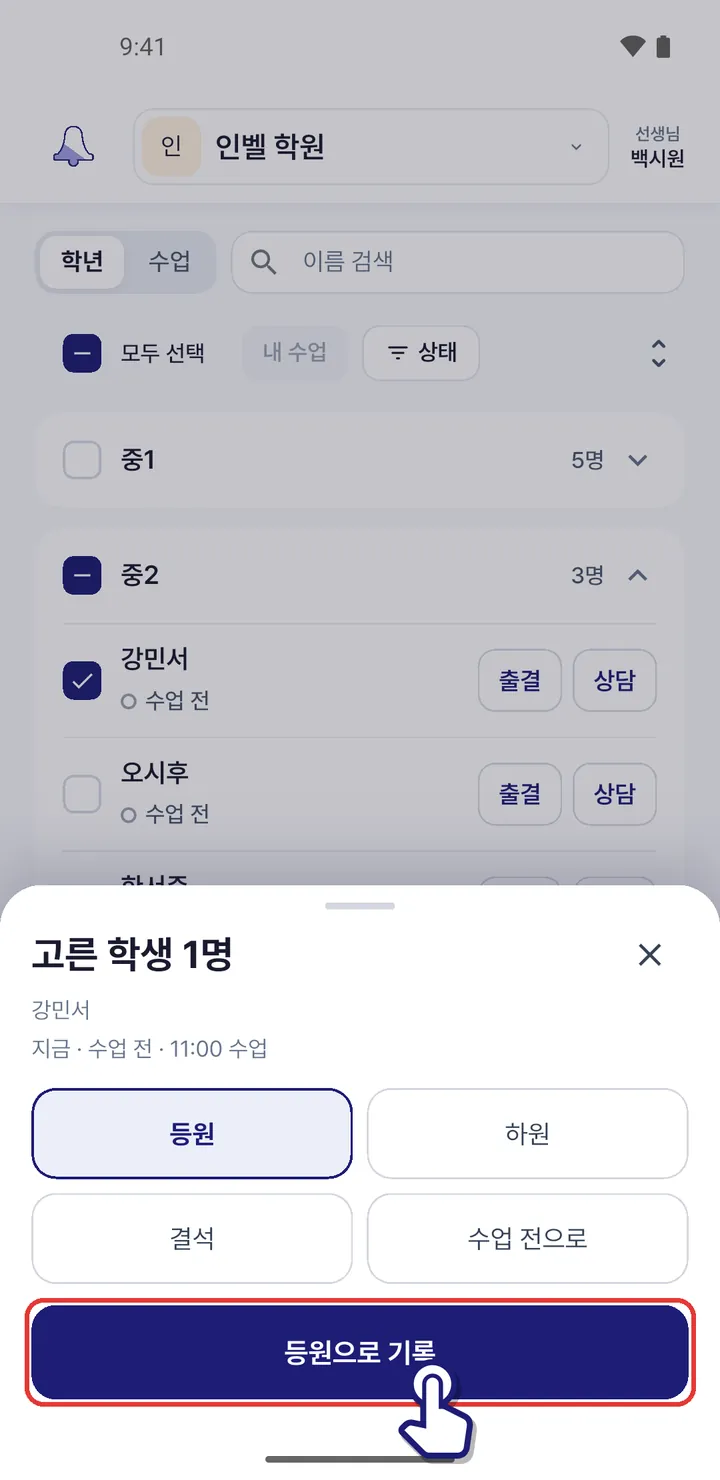 9:41
인 인벨 학원
선생님
백시원
학년 수업 이름 검색
모두 선택 내 수업 상태
중1 5명
중2 3명
강민서
수업 전
출결 상담
오시후
수업 전
출결 상담
고른 학생 1명
강민서
지금 · 수업 전 · 11:00 수업
등원 하원
결석 수업 전으로
등원으로 기록